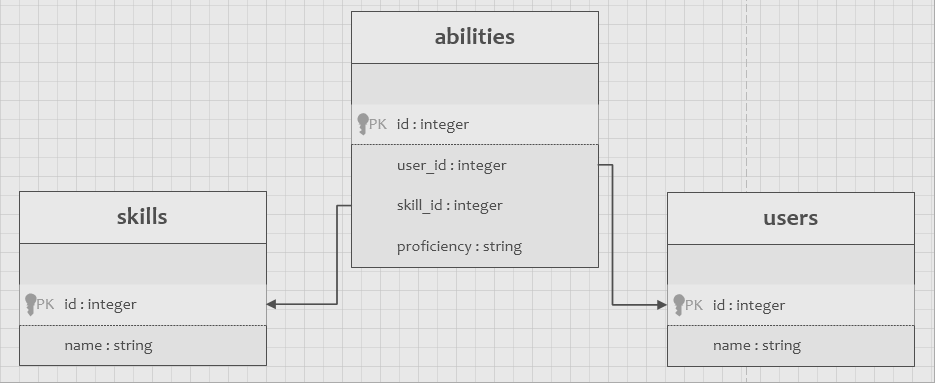 abilities
PK id : integer
user_id : integer
skill_id : integer
proficiency : string
skills
PK id : integer
name : string
users
PK id : integer
name : string